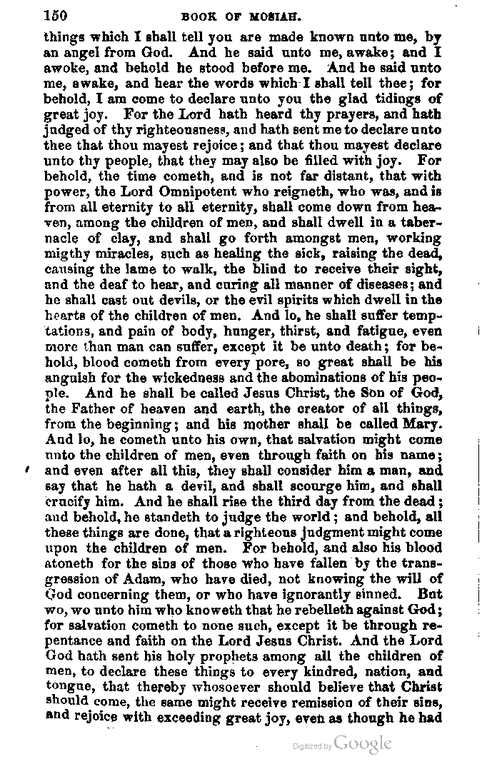 150 BOOK OF MOSIAH.
things which I shall tell you are made known unto me, by
an angel from God. And he said unto me, awake; and I
awoke, and behold he stood before me. And he said unto
me, awake, and hear the words which I shall tell thee; for
behold, I am come to declare unto you the glad tidings of
great joy. For the Lord hath heard thy prayers, and hath
judged of thy righteousness, and hath sent me to declare unto
thee that thou mayest rejoice; and that thou mayest declare
unto thy people, that they may also be filled with joy. For
behold, the time cometh, and is not far distant, that with
power, the Lord Omnipotent who reigneth, who was, and is
from all eternity to all eternity, shall come down from hea-
ven, among the children of men, and shall dwell in a taber-
nacle of clay, and shall go forth amongst men, working
migthy miracles, such as healing the sick, raising the dead,
causing the lame to walk, the blind to receive their sight,
and the deaf to hear, and curing all manner of diseases; and
he shall cast out devils, or the evil spirits which dwell in the
hearts of the children of men. And lo, he shall suffer temp-
tations, and pain of body, hunger, thirst, and fatigue, even
more than man can suffer, except it be unto death; for be-
hold, blood cometh from every pore, so great shall be his
anguish for the wickedness and the abominations of his peo-
ple. And he shall be called Jesus Christ, the Son of God,
the Father of heaven and earth, the creator of all things,
from the beginning; and his mother shall be called Mary.
And lo, he cometh unto his own, that salvation might come
unto the children of men, even through faith on his name;
and even after all this, they shall consider him a man, and
say that he hath a devil, and shall scourge him, and shall
crucify him. And he shall rise the third day from the dead;
and behold, he standeth to judge the world; and behold, all
these things are done, that a righteous judgment might come
upon the children of men. For behold, and also his blood
atoneth for the sins of those who have fallen by the trans-
gression of Adam, who have died, not knowing the will of
God concerning them, or who have ignorantly sinned. But
wo, wo unto him who knoweth that he rebelleth against God;
for salvation cometh to none such, except it be through re-
pentance and faith on the Lord Jesus Christ. And the Lord
God hath sent his holy prophets among all the children of
men, to declare these things to every kindred, nation, and
tongue, that thereby whosoever should believe that Christ
should come, the same might receive remission of their sins,
and rejoice with exceeding great joy, even as though he had
Digitized by Google